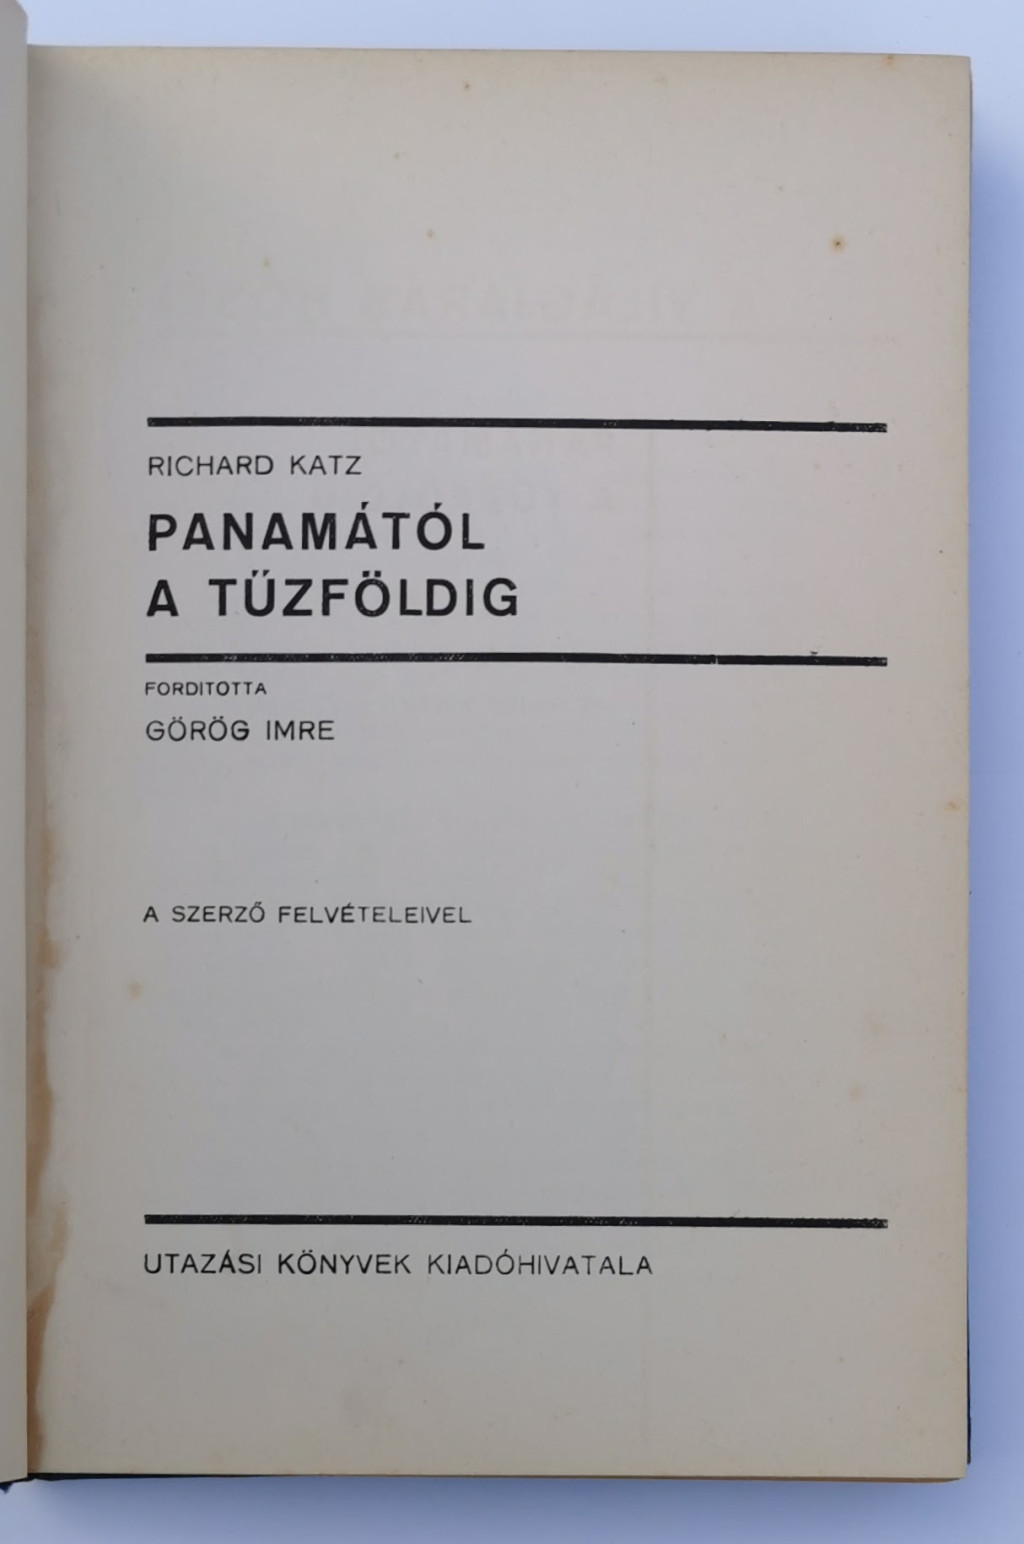 RICHARD KATZ
PANAMÁTÓL
A TŰZFÖLDIG
FORDITOTTA
GÖRÖG IMRE
A SZERZŐ FELVÉTELEIVEL
UTAZÁSI KÖNYVEK KIADÓHIVATALA